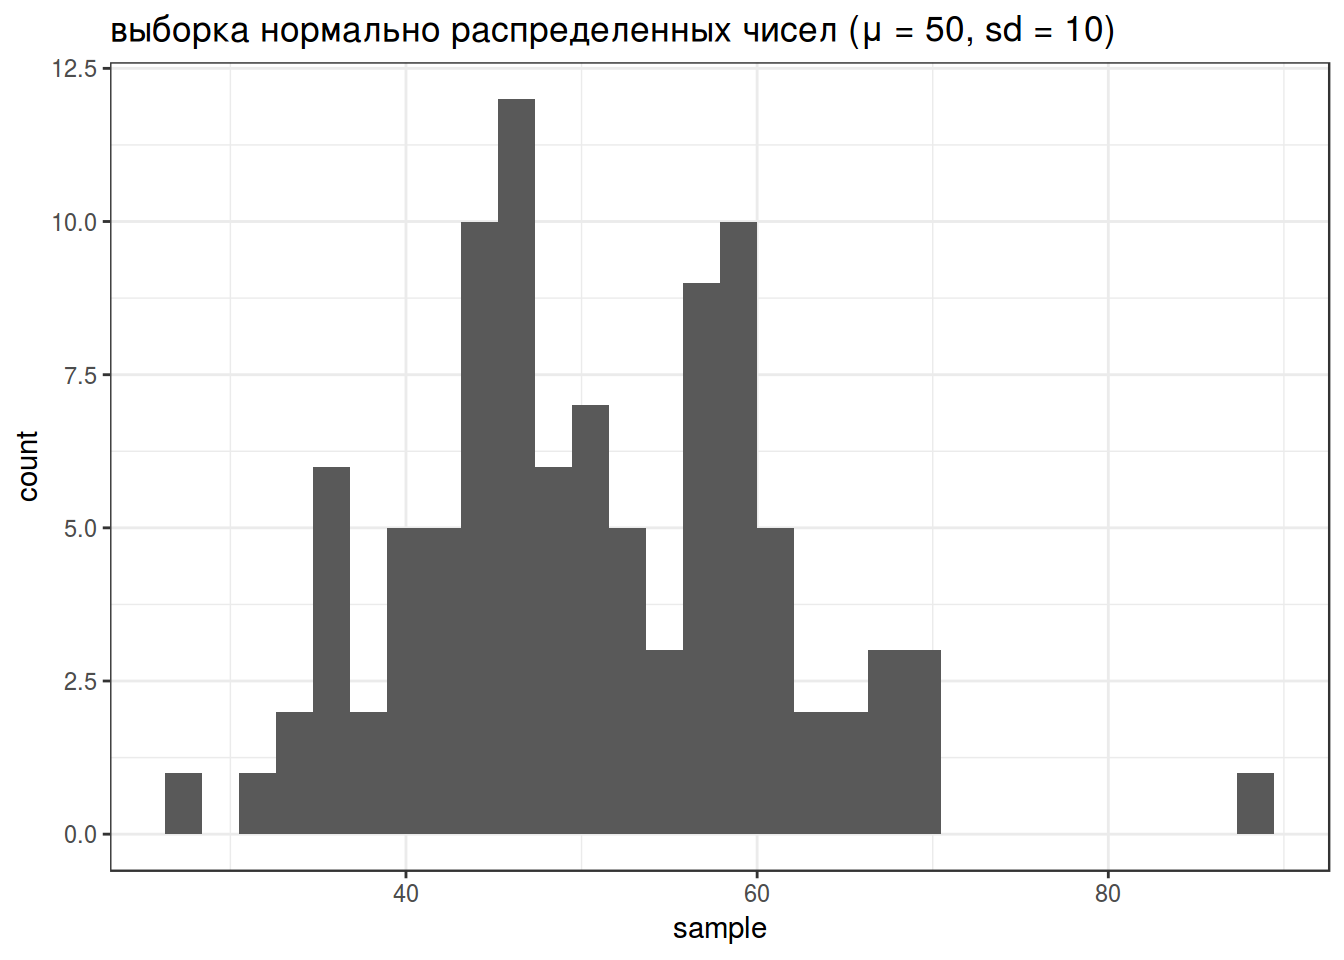 выборка нормально распределенных чисел (μ = 50, sd = 10)
12.5
10.0
7.5
5.0
2.5
0.0
count
40 60 80
sample